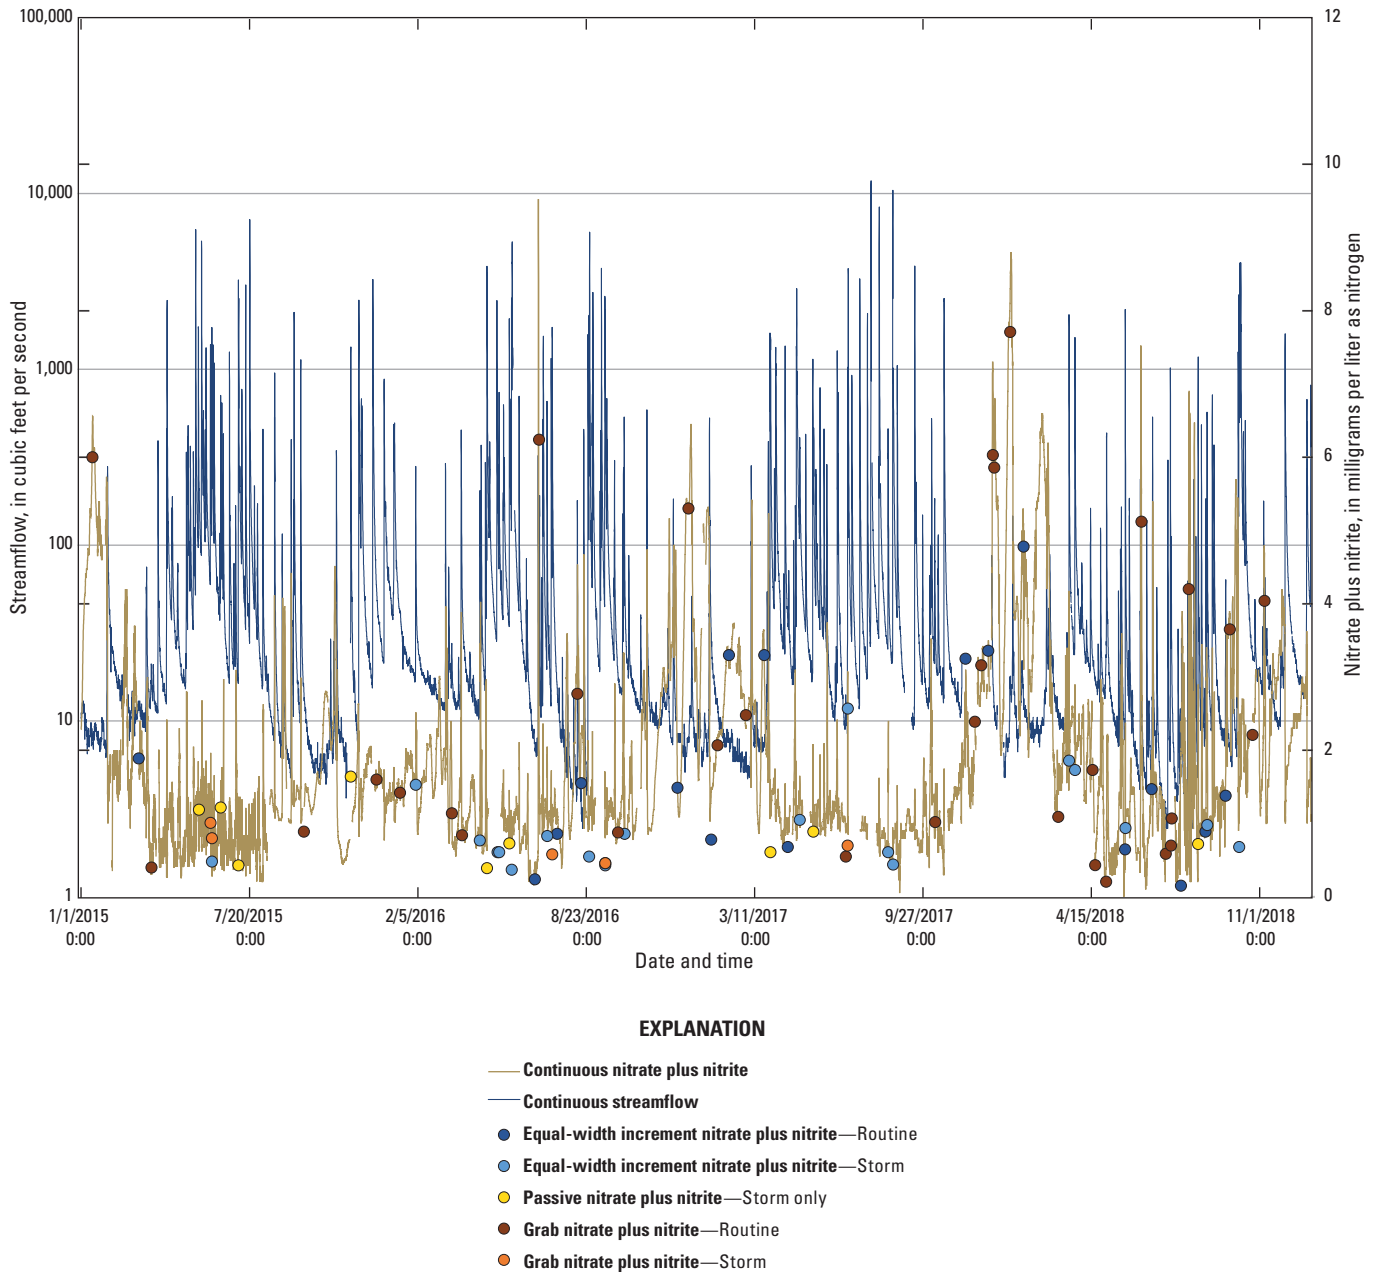 100,000
10,000
1,000
100
10
1
Streamflow, in cubic feet per second
12
10
8
6
4
2
0
Nitrate plus nitrite, in milligrams per liter as nitrogen
1/1/2015 7/20/2015 2/5/2016 8/23/2016 3/11/2017 9/27/2017 4/15/2018 11/1/2018
0:00 0:00 0:00 0:00 0:00 0:00 0:00 0:00
Date and time
EXPLANATION
Continuous nitrate plus nitrite
Continuous streamflow
Equal-width increment nitrate plus nitrite—Routine
Equal-width increment nitrate plus nitrite—Storm
Passive nitrate plus nitrite—Storm only
Grab nitrate plus nitrite—Routine
Grab nitrate plus nitrite—Storm